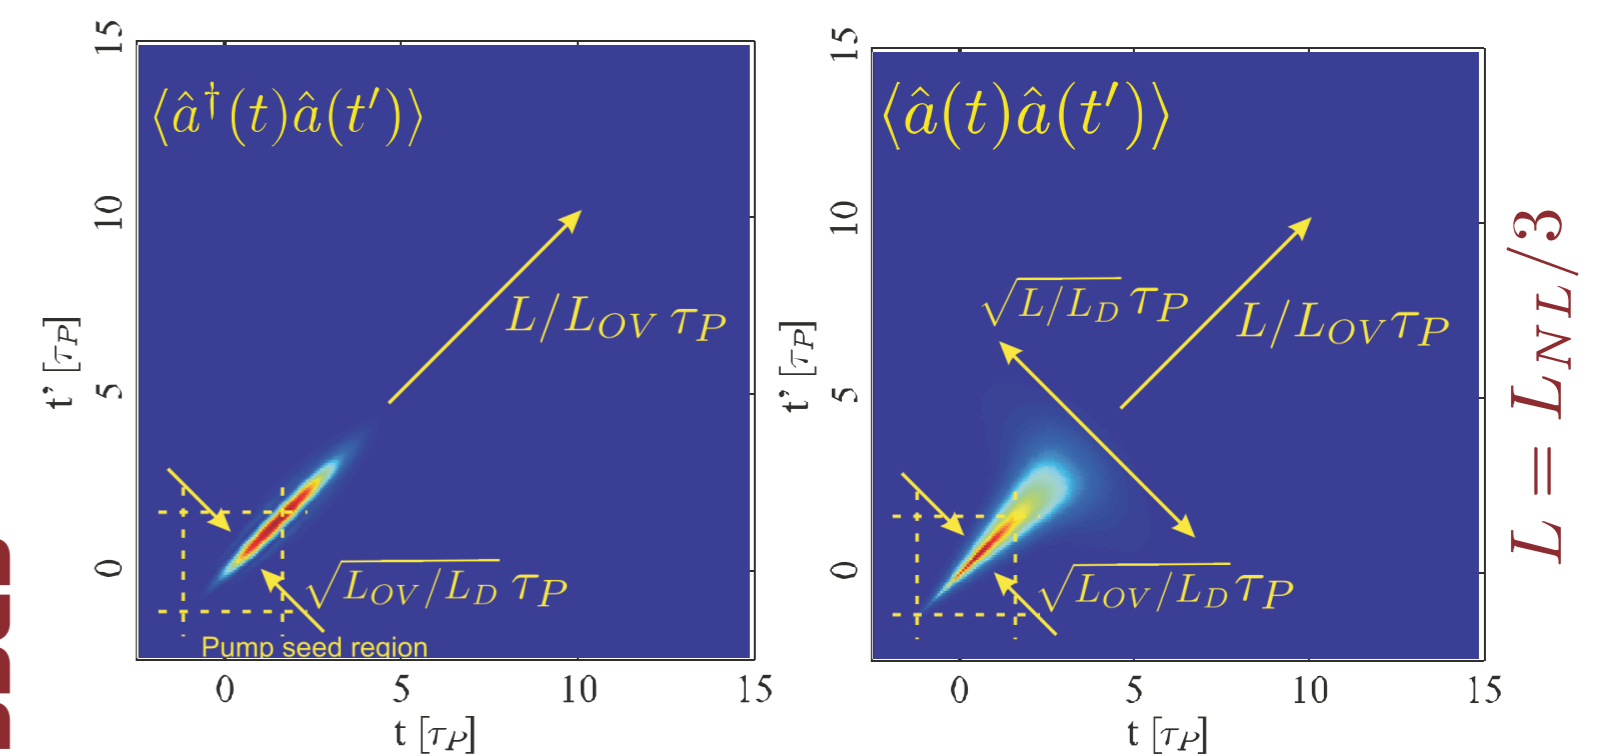 ⟨â†(t)â(t′)⟩
L/L_OV τ_P
√(L_OV/L_D) τ_P
Pump seed region
15
10
5
0
t' [τ_P]
0 5 10 15
t [τ_P]
⟨â(t)â(t′)⟩
√(L/L_D) τ_P
L/L_OV τ_P
√(L_OV/L_D) τ_P
15
10
5
0
t' [τ_P]
0 5 10 15
t [τ_P]
L = L_NL/3